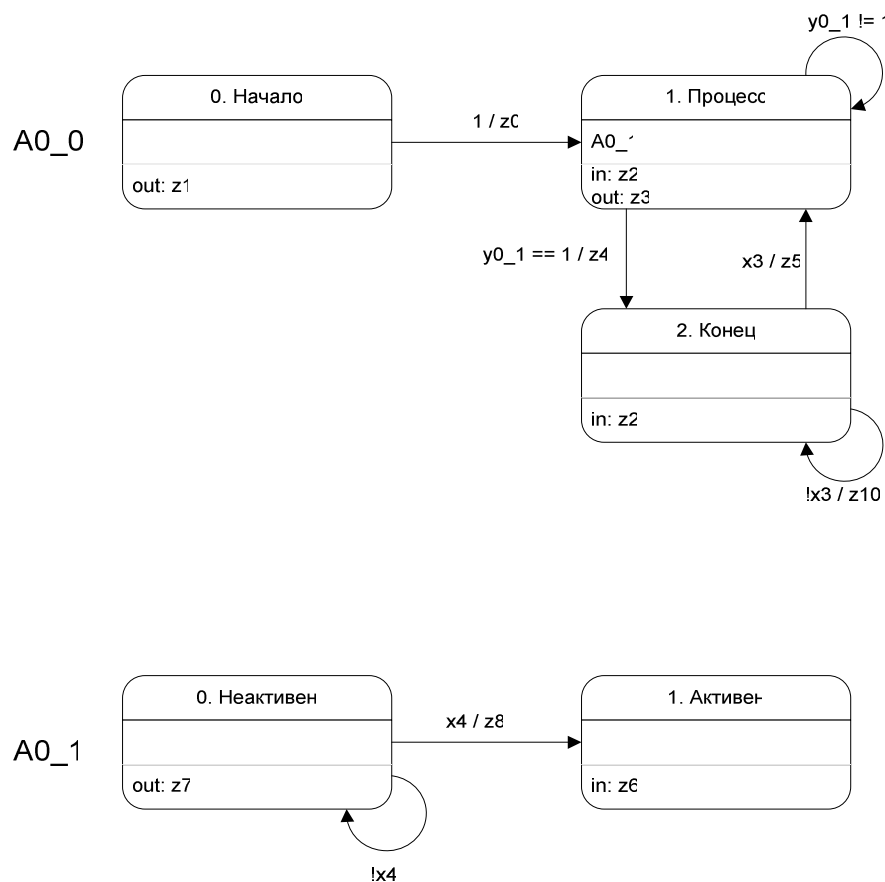 y0_1 != 1
0. Начало
1. Процесс
A0_0
1 / z0
A0_1
out: z1
in: z2
out: z3
y0_1 == 1 / z4
x3 / z5
2. Конец
in: z2
!x3 / z10
0. Неактивен
1. Активен
A0_1
x4 / z8
out: z7
in: z6
!x4